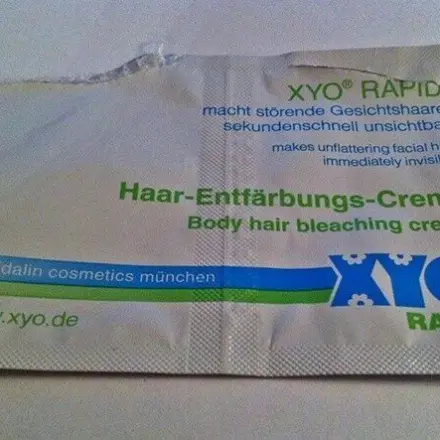 XYO® RAPID
macht störende Gesichtshaare
sekundenschnell unsichtba
makes unflattering facial h
immediately invisi
Haar-Entfärbungs-Crem
Body hair bleaching cre
dalin cosmetics münchen
XYO
.xyo.de
RA